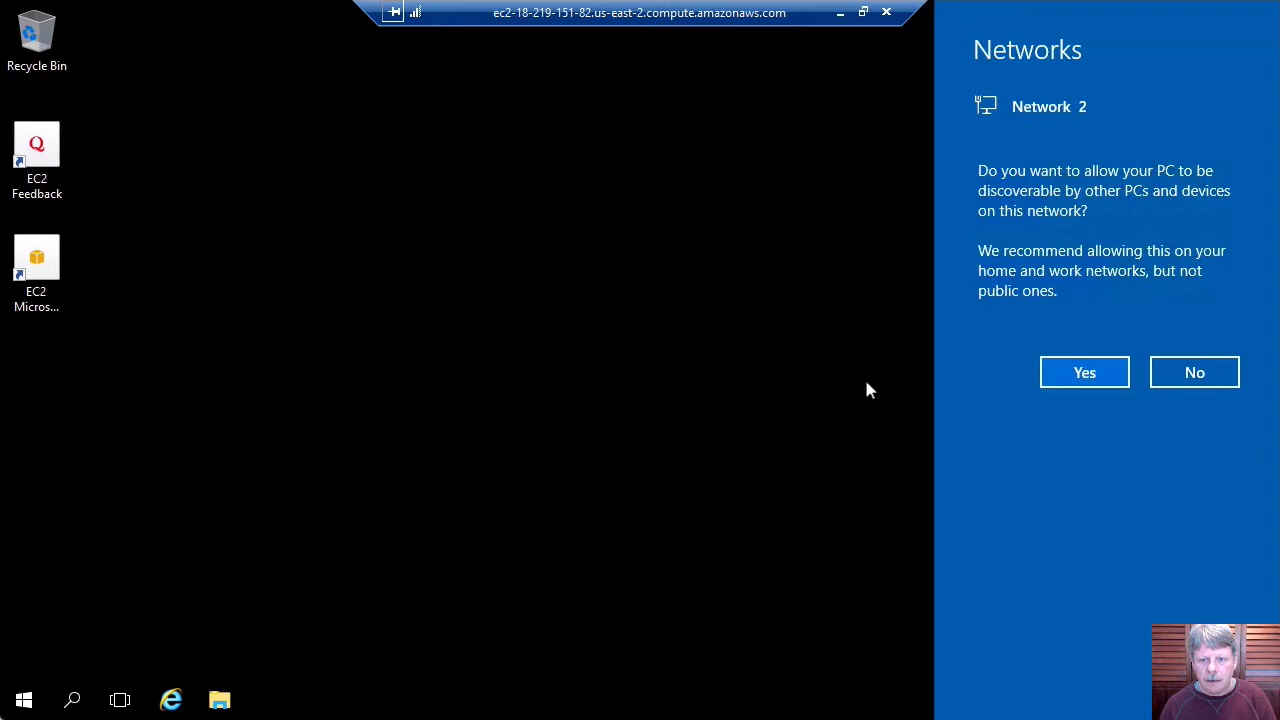 ec2-18-219-151-82.us-east-2.compute.amazonaws.com
Recycle Bin
EC2
Feedback
EC2
Micros...
Networks
Network 2
Do you want to allow your PC to be
discoverable by other PCs and devices
on this network?
We recommend allowing this on your
home and work networks, but not
public ones.
Yes
No